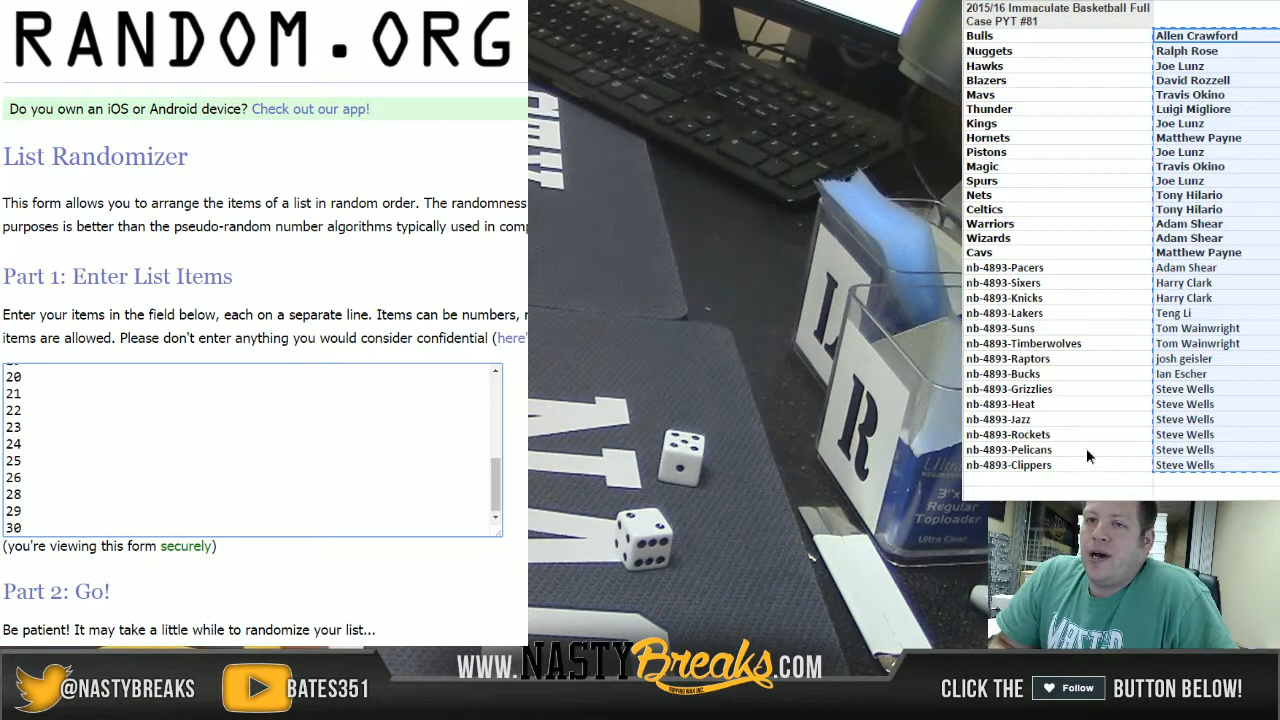 RANDOM.ORG
Do you own an iOS or Android device? Check out our app!
List Randomizer
This form allows you to arrange the items of a list in random order. The randomness
purposes is better than the pseudo-random number algorithms typically used in
Part 1: Enter List Items
Enter your items in the field below, each on a separate line. Items can be numbers,
items are allowed. Please don't enter anything you would consider confidential (here'
20
21
22
23
24
25
26
28
29
30
(you're viewing this form securely)
Part 2: Go!
Be patient! It may take a little while to randomize your list...
L
R
3"x
Regular
Toploader
Ultra Clear
2015/16 Immaculate Basketball Full
Case PYT #81
Bulls Allen Crawford
Nuggets Ralph Rose
Hawks Joe Lunz
Blazers David Rozzell
Mavs Travis Okino
Thunder Luigi Migliore
Kings Joe Lunz
Hornets Matthew Payne
Pistons Joe Lunz
Magic Travis Okino
Spurs Joe Lunz
Nets Tony Hilario
Celtics Tony Hilario
Warriors Adam Shear
Wizards Adam Shear
Cavs Matthew Payne
nb-4893-Pacers Adam Shear
nb-4893-Sixers Harry Clark
nb-4893-Knicks Harry Clark
nb-4893-Lakers Teng Li
nb-4893-Suns Tom Wainwright
nb-4893-Timberwolves Tom Wainwright
nb-4893-Raptors josh geisler
nb-4893-Bucks Ian Escher
nb-4893-Grizzlies Steve Wells
nb-4893-Heat Steve Wells
nb-4893-Jazz Steve Wells
nb-4893-Rockets Steve Wells
nb-4893-Pelicans Steve Wells
nb-4893-Clippers Steve Wells
@NASTYBREAKS
BATES351
WWW.NASTYBreaks.COM
RIPPING WAX INC.
CLICK THE Follow BUTTON BELOW!